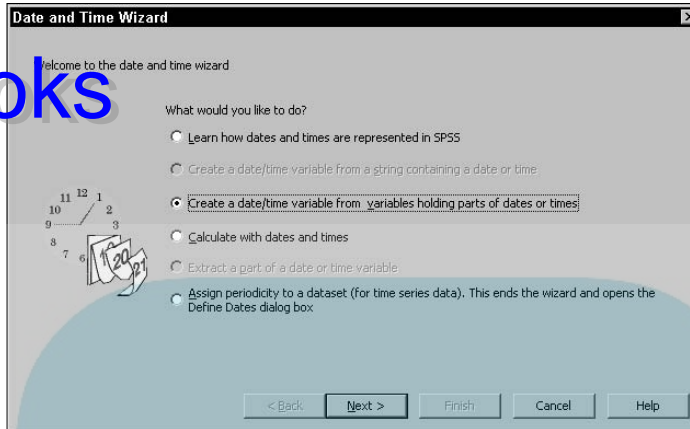 Date and Time Wizard
Welcome to the date and time wizard
oks
What would you like to do?
Learn how dates and times are represented in SPSS
Create a date/time variable from a string containing a date or time
Create a date/time variable from variables holding parts of dates or times
Calculate with dates and times
Extract a part of a date or time variable
Assign periodicity to a dataset (for time series data). This ends the wizard and opens the
Define Dates dialog box
11 12 1
10 2
9 3
8
7 6
20 21
< Back Next > Finish Cancel Help